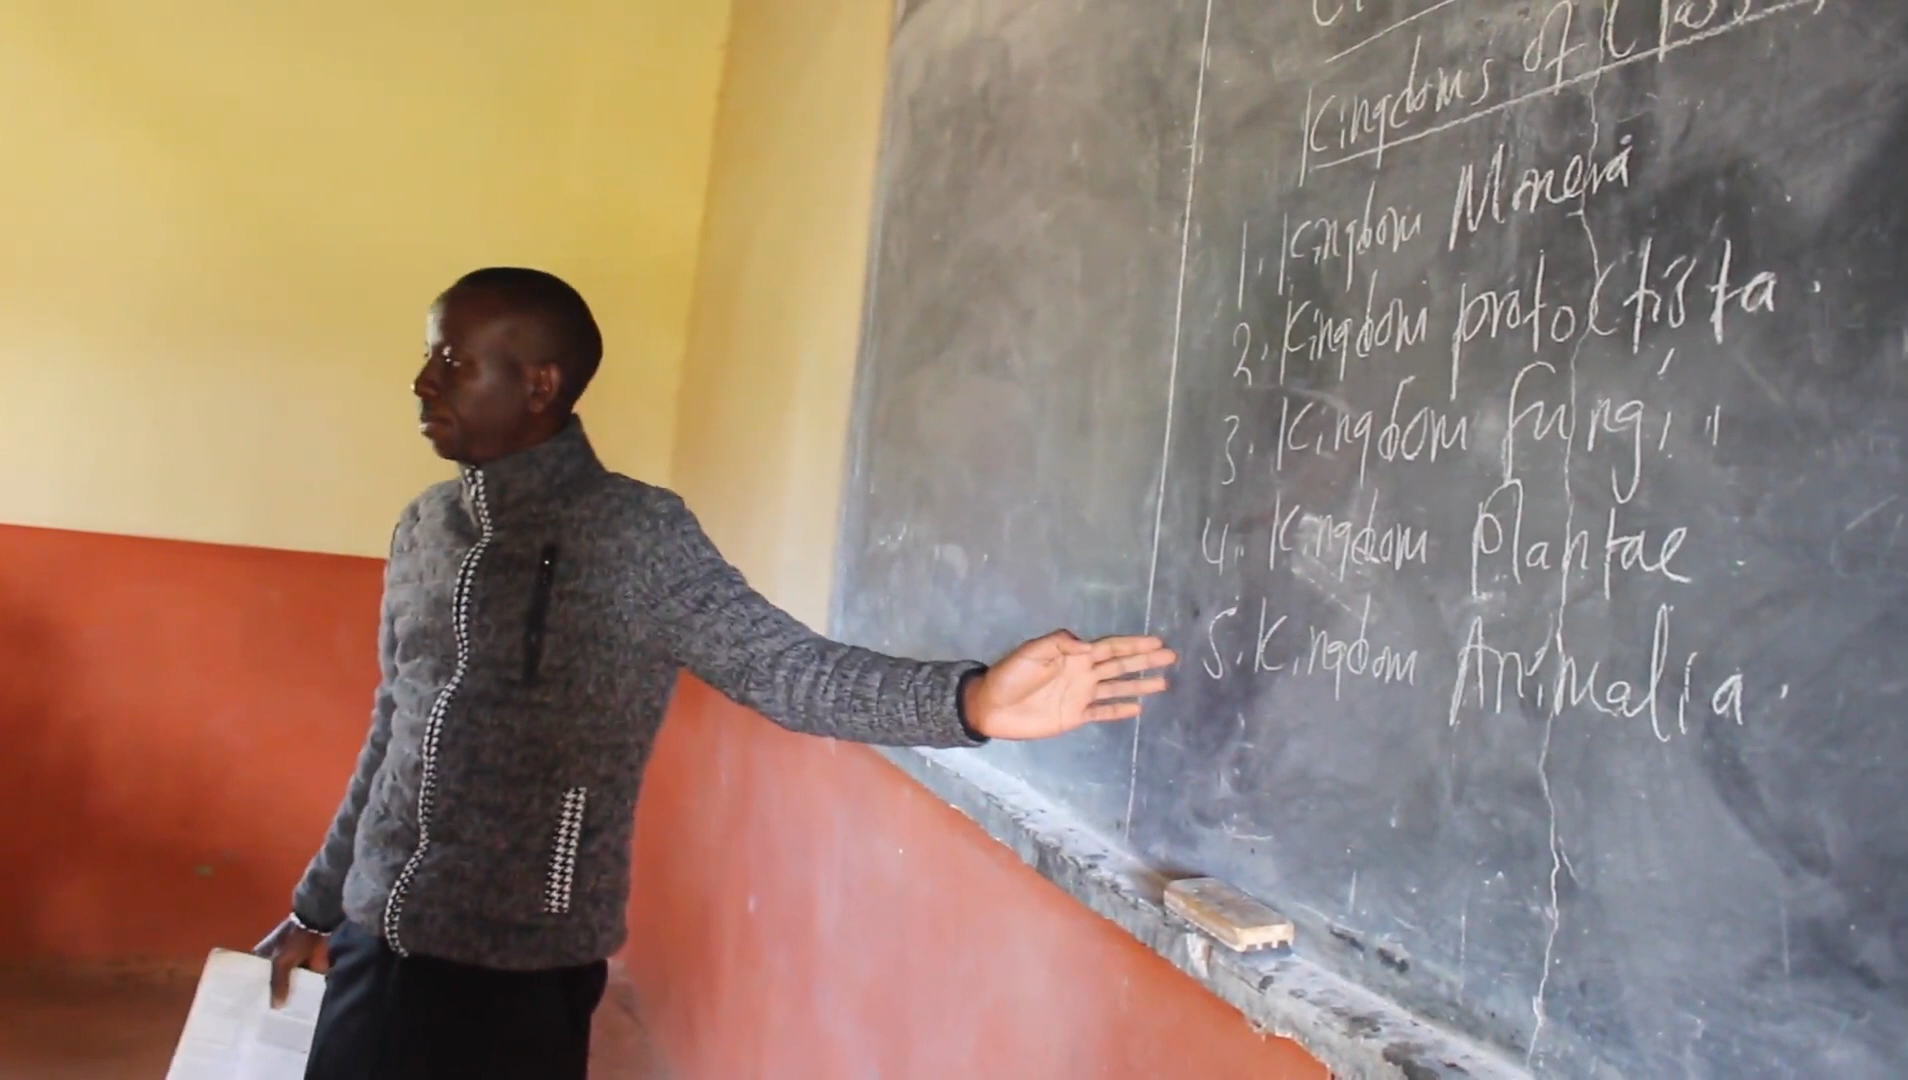 Kingdoms of Class
1. Kingdom Monera
2. Kingdom protoctista.
3. Kingdom fungi "
4. Kingdom plantae
5. Kingdom Animalia.